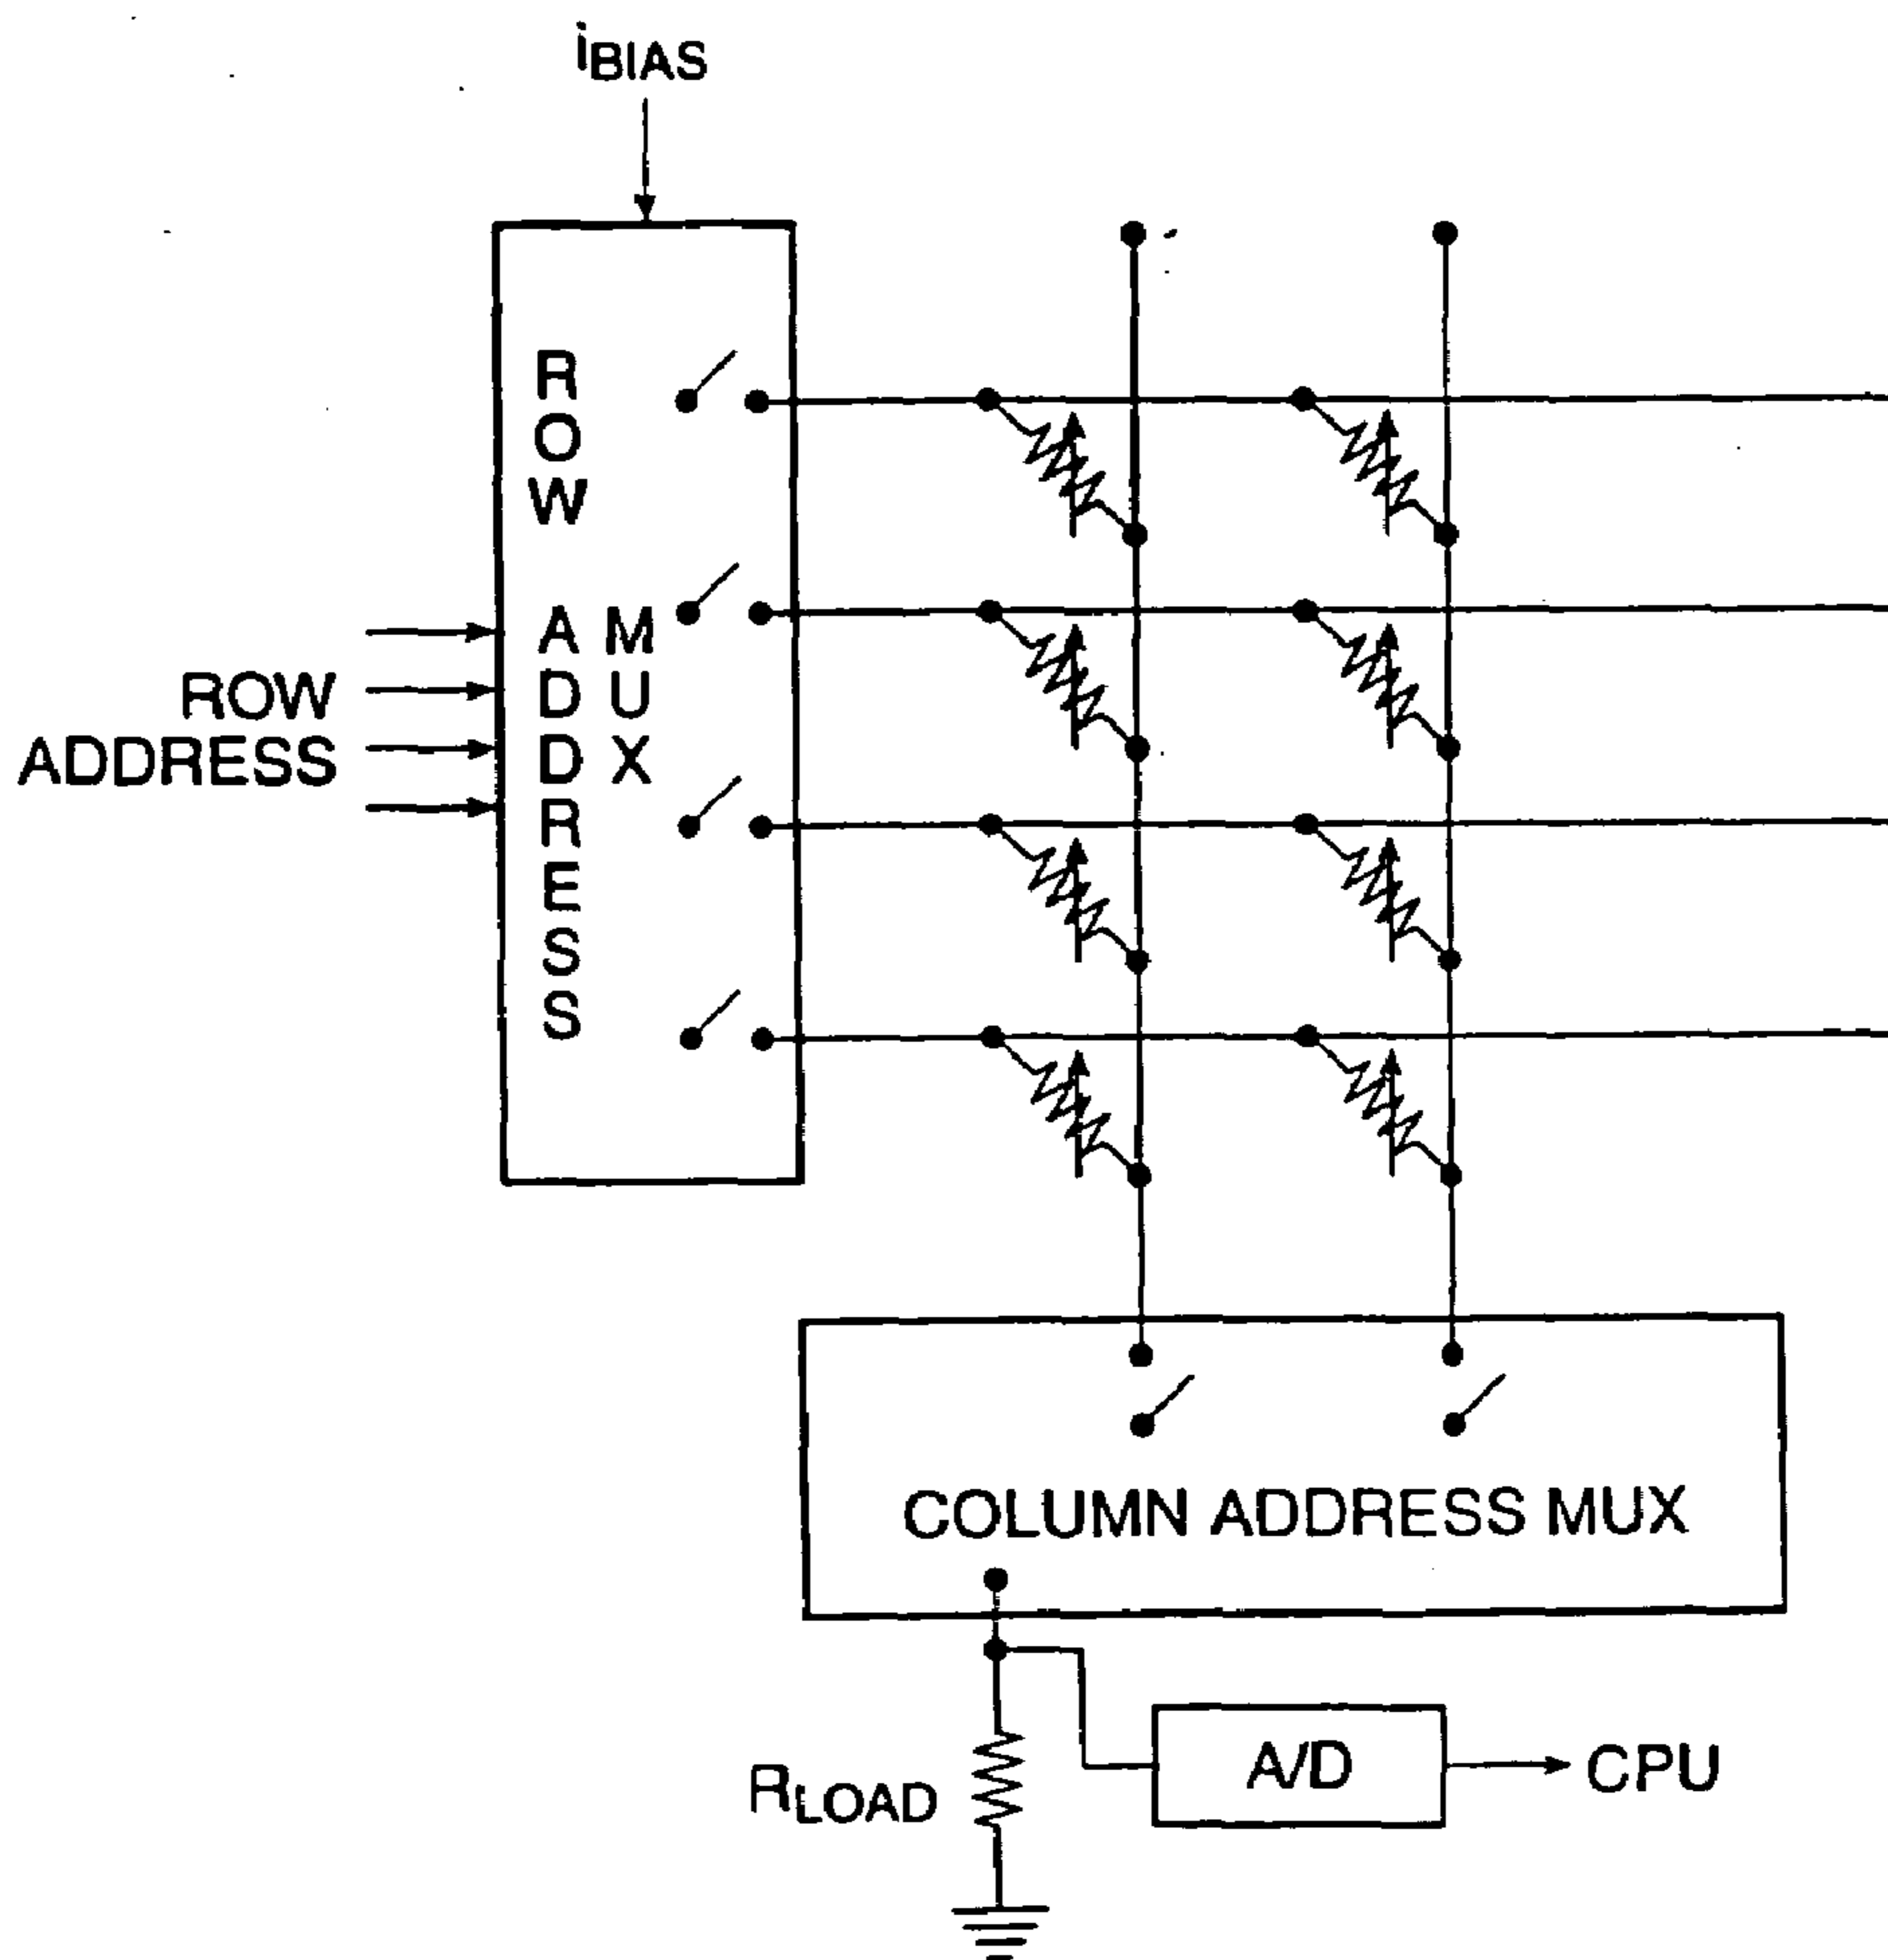 iBIAS
ROW
ADDRESS
ROW ADDRESS
MUX
COLUMN ADDRESS MUX
RLOAD
A/D
CPU